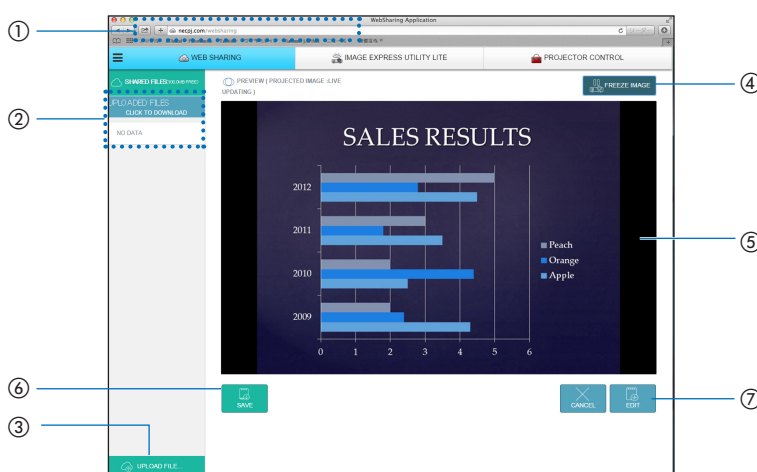 WebSharing Application
① necpj.com/websharing
WEB SHARING
IMAGE EXPRESS UTILITY LITE
PROJECTOR CONTROL
SHARED FILES
PREVIEW ( PROJECTED IMAGE :LIVE
UPDATING )
FREEZE IMAGE ④
② UPLOADED FILES
CLICK TO DOWNLOAD
NO DATA
SALES RESULTS
2012
2011
2010
2009
0 1 2 3 4 5 6
Peach
Orange
Apple
⑤
⑥ SAVE
CANCEL
EDIT ⑦
③ UPLOAD FILE...